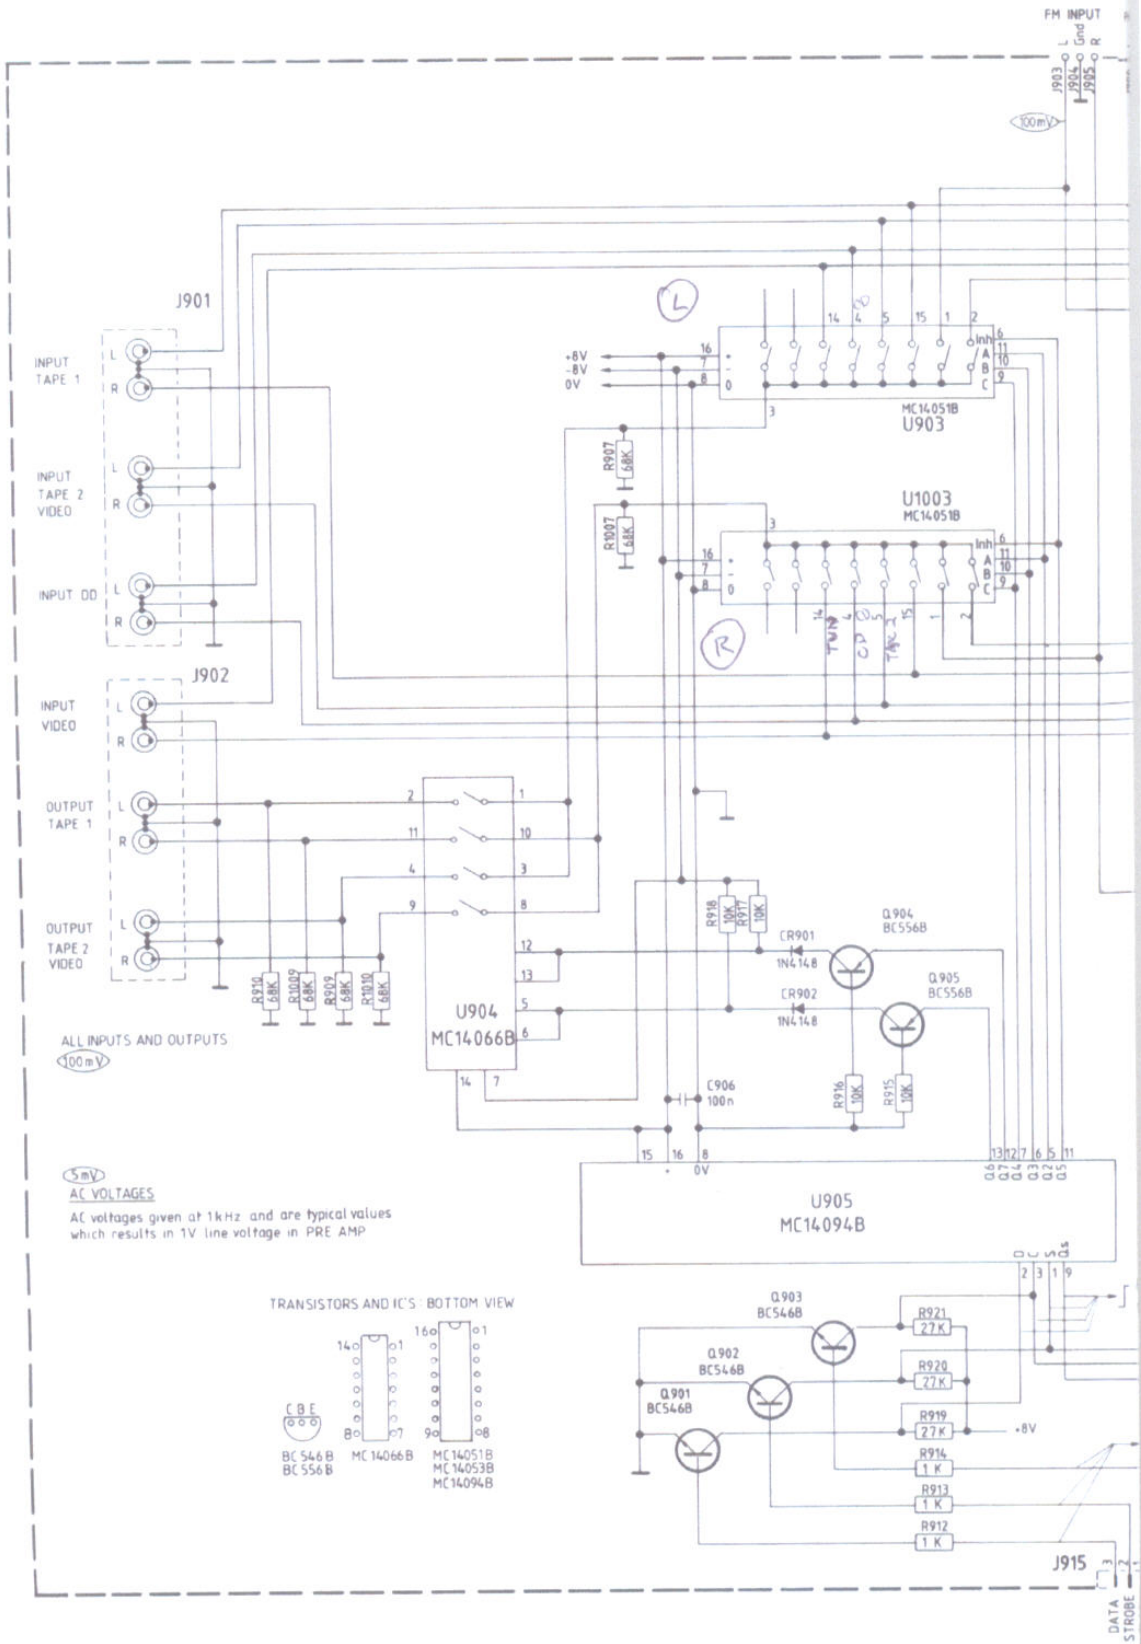 FM INPUT
L
Gnd
R
J903
J904
J905
100mV
J901
INPUT
TAPE 1
L
R
INPUT
TAPE 2
VIDEO
L
R
INPUT DD
L
R
J902
INPUT
VIDEO
L
R
OUTPUT
TAPE 1
L
R
OUTPUT
TAPE 2
VIDEO
L
R
L
14 4 5 15 1 2
+8V
-8V
0V
16
7
8
+
-
0
Inh 6
A 11
B 10
C 9
3
MC14051B
U903
R907
68K
U1003
MC14051B
R1007
68K
3
16
7
8
+
-
0
Inh 6
A 11
B 10
C 9
14 4 5 15 1 2
R
TUN
CD
TAPE 2
2 1
11 10
4 3
9 8
12
13
5
6
U904
MC14066B
14 7
R910
68K
R1009
68K
R909
68K
R1010
68K
R918
10K
R917
10K
CR901
1N4148
CR902
1N4148
Q904
BC556B
Q905
BC556B
R916
10K
R915
10K
C906
100n
ALL INPUTS AND OUTPUTS
100mV
5mV
AC VOLTAGES
AC voltages given at 1kHz and are typical values
which results in 1V line voltage in PRE AMP
15 16 8
+ 0V
13 12 7 6 5 11
Q6 Q7 Q4 Q3 Q2 Q5
U905
MC14094B
D C S Qs
2 3 1 9
TRANSISTORS AND IC'S : BOTTOM VIEW
C B E
BC546B
BC556B
14 1
8 7
MC14066B
16 1
9 8
MC14051B
MC14053B
MC14094B
Q903
BC546B
Q902
BC546B
Q901
BC546B
R921
27K
R920
27K
R919
27K
+8V
R914
1K
R913
1K
R912
1K
J915
3 2 1
DATA
STROBE